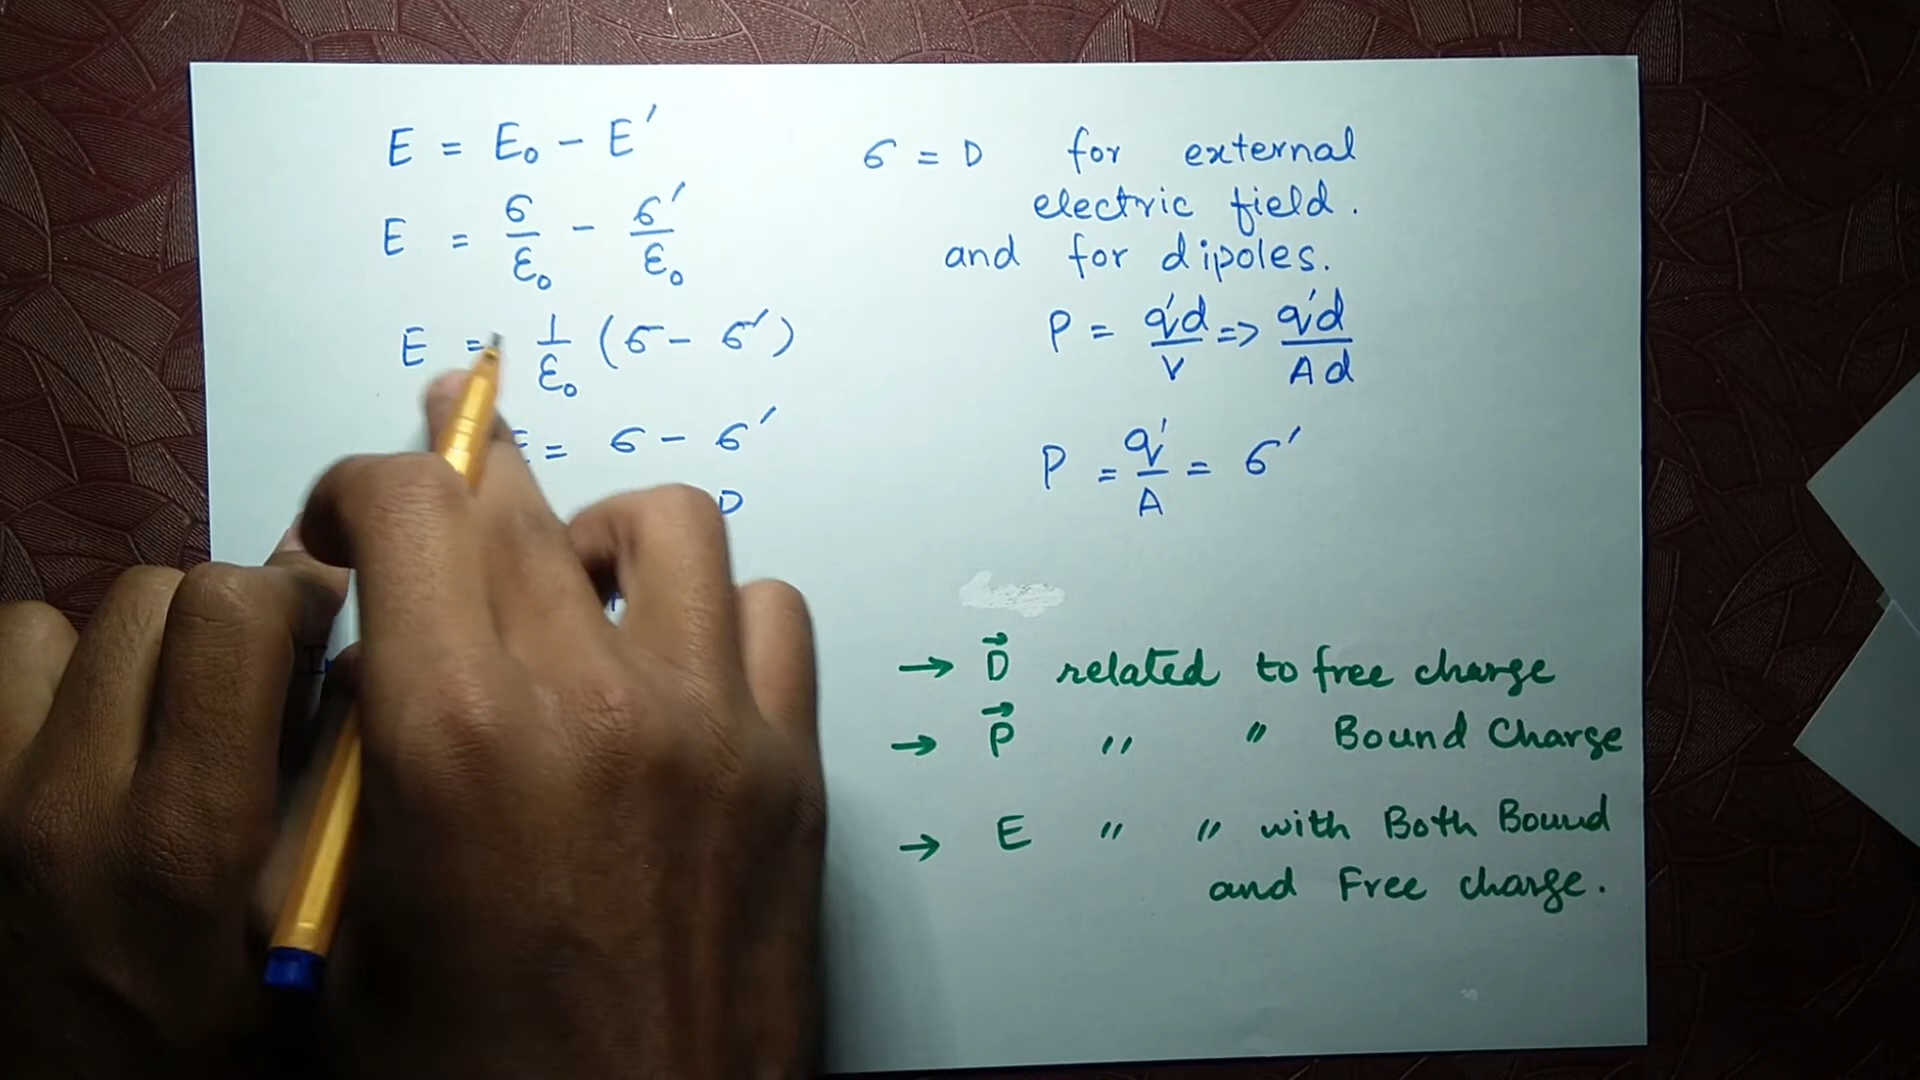 E = E₀ − E′
E = σ/ε₀ − σ′/ε₀
E = 1/ε₀ (σ − σ′)
= σ − σ′
D
σ = D for external
electric field.
and for dipoles.
P = q′d/V => q′d/Ad
P = q′/A = σ′
→ D⃗ related to free charge
→ P⃗ " " Bound Charge
→ E " " with Both Bound
and Free charge.